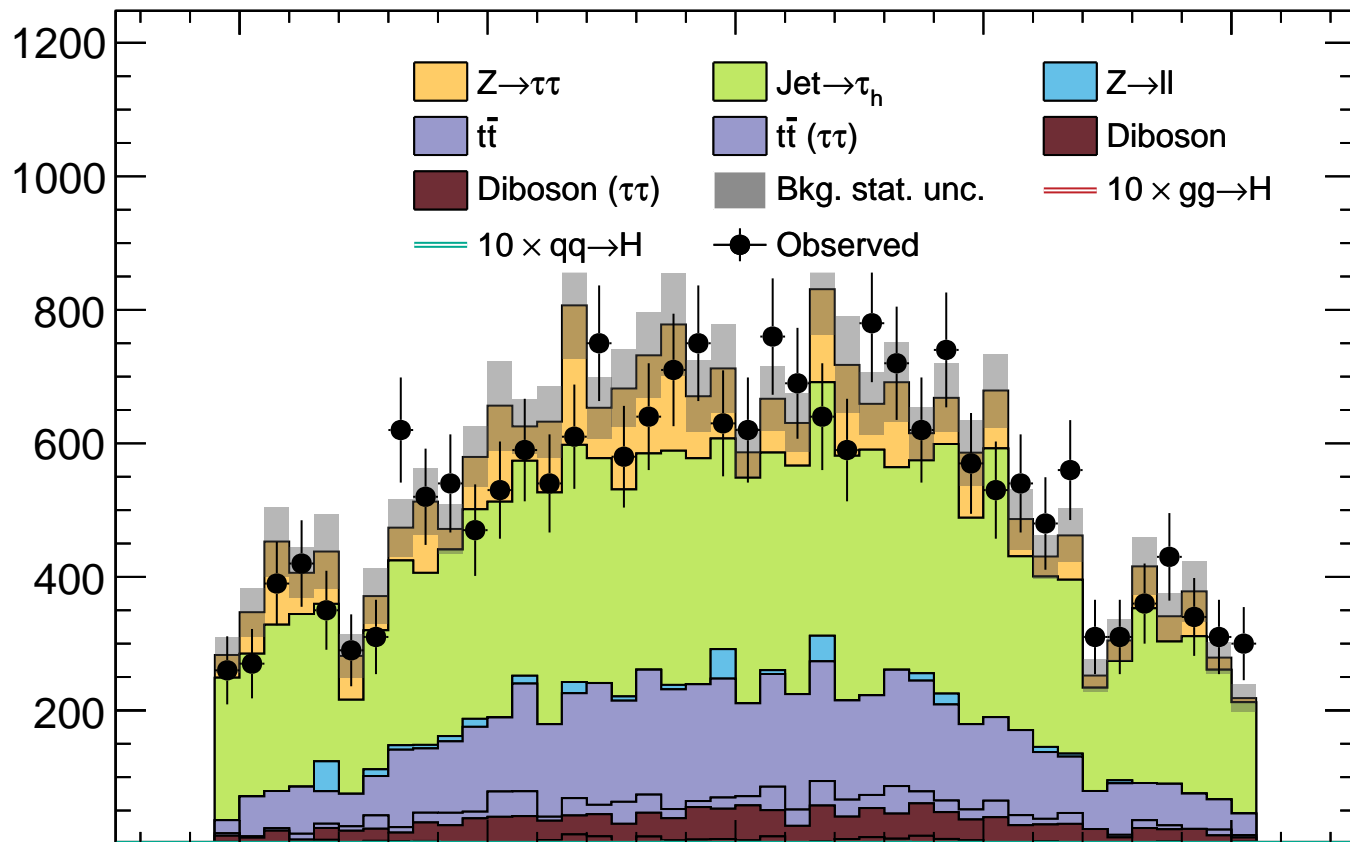 1200
Z→ττ Jet→τh Z→ll
tt̄ tt̄ (ττ) Diboson
1000
Diboson (ττ) Bkg. stat. unc. 10 × gg→H
10 × qq→H Observed
800
600
400
200